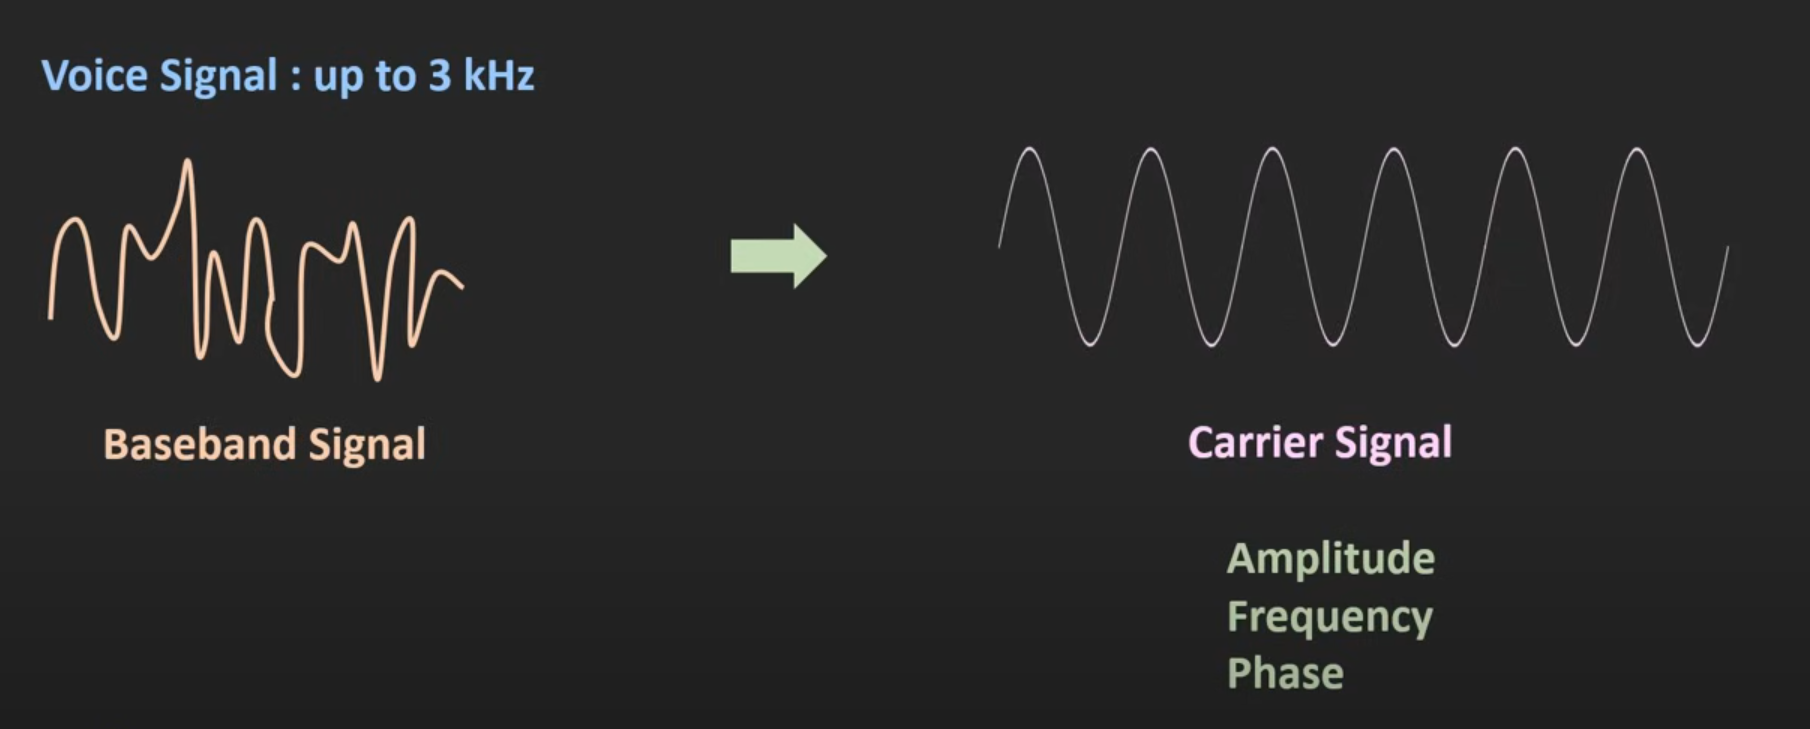 Voice Signal : up to 3 kHz
Baseband Signal
Carrier Signal
Amplitude
Frequency
Phase